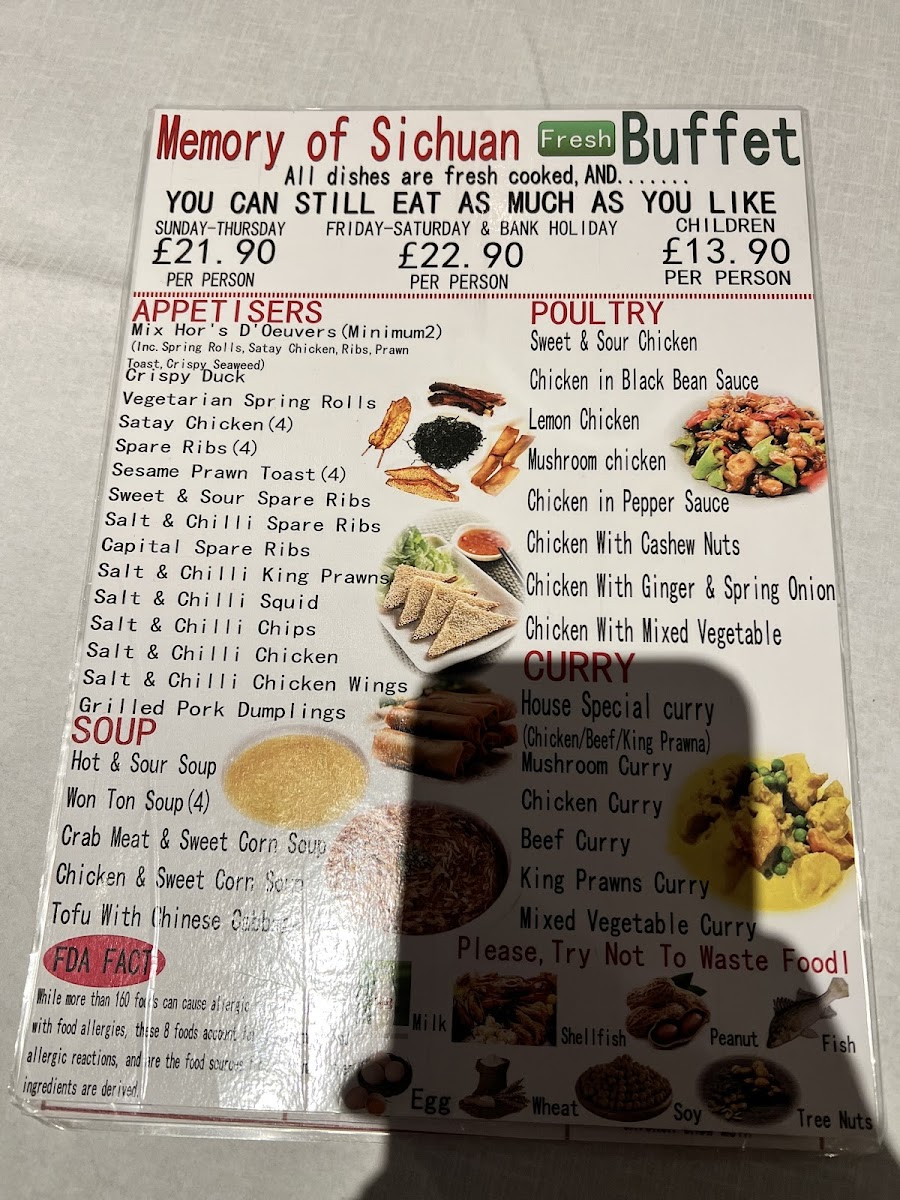 Memory of Sichuan Fresh Buffet
All dishes are fresh cooked,AND.......
YOU CAN STILL EAT AS MUCH AS YOU LIKE
SUNDAY-THURSDAY
£21.90
PER PERSON
FRIDAY-SATURDAY & BANK HOLIDAY
£22.90
PER PERSON
CHILDREN
£13.90
PER PERSON
APPETISERS
Mix Hor's D'Oeuvers(Minimum2)
(Inc. Spring Rolls, Satay Chicken, Ribs, Prawn
Toast, Crispy Seaweed)
Crispy Duck
Vegetarian Spring Rolls
Satay Chicken(4)
Spare Ribs(4)
Sesame Prawn Toast(4)
Sweet & Sour Spare Ribs
Salt & Chilli Spare Ribs
Capital Spare Ribs
Salt & Chilli King Prawns
Salt & Chilli Squid
Salt & Chilli Chips
Salt & Chilli Chicken
Salt & Chilli Chicken Wings
Grilled Pork Dumplings
SOUP
Hot & Sour Soup
Won Ton Soup(4)
Crab Meat & Sweet Corn Soup
Chicken & Sweet Corn Soup
Tofu With Chinese
FDA FACT
While more than 160 foods can cause allergic
with food allergies, these 8 foods account
allergic reactions, and are the food
ingredients are derived.
POULTRY
Sweet & Sour Chicken
Chicken in Black Bean Sauce
Lemon Chicken
Mushroom chicken
Chicken in Pepper Sauce
Chicken With Cashew Nuts
Chicken With Ginger & Spring Onion
Chicken With Mixed Vegetable
CURRY
House Special curry
(Chicken/Beef/King Prawna)
Mushroom Curry
Chicken Curry
Beef Curry
King Prawns Curry
Mixed Vegetable Curry
Please, Try Not To Waste Food!
Milk
Shellfish
Peanut
Fish
Egg
Wheat
Soy
Tree Nuts